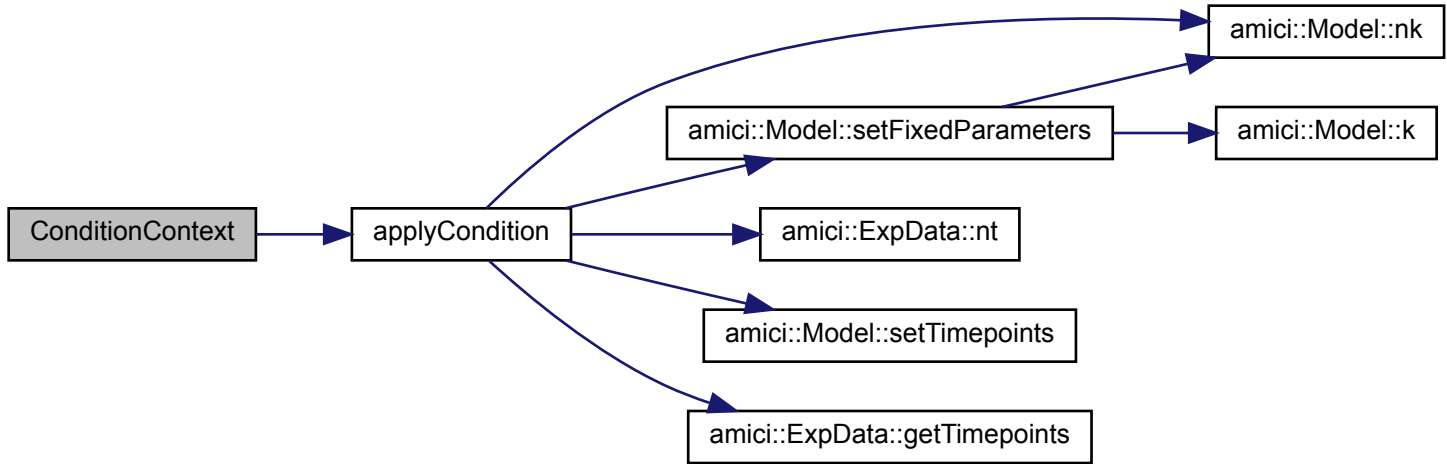 amici::Model::nk
amici::Model::setFixedParameters
amici::Model::k
ConditionContext
applyCondition
amici::ExpData::nt
amici::Model::setTimepoints
amici::ExpData::getTimepoints